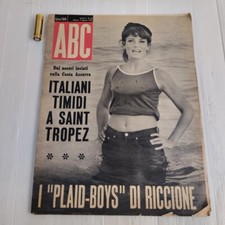 ABC
Dai nostri inviati
sulla Costa Azzurra
ITALIANI
TIMIDI
A SAINT
TROPEZ
* * *
I "PLAID-BOYS" DI RICCIONE